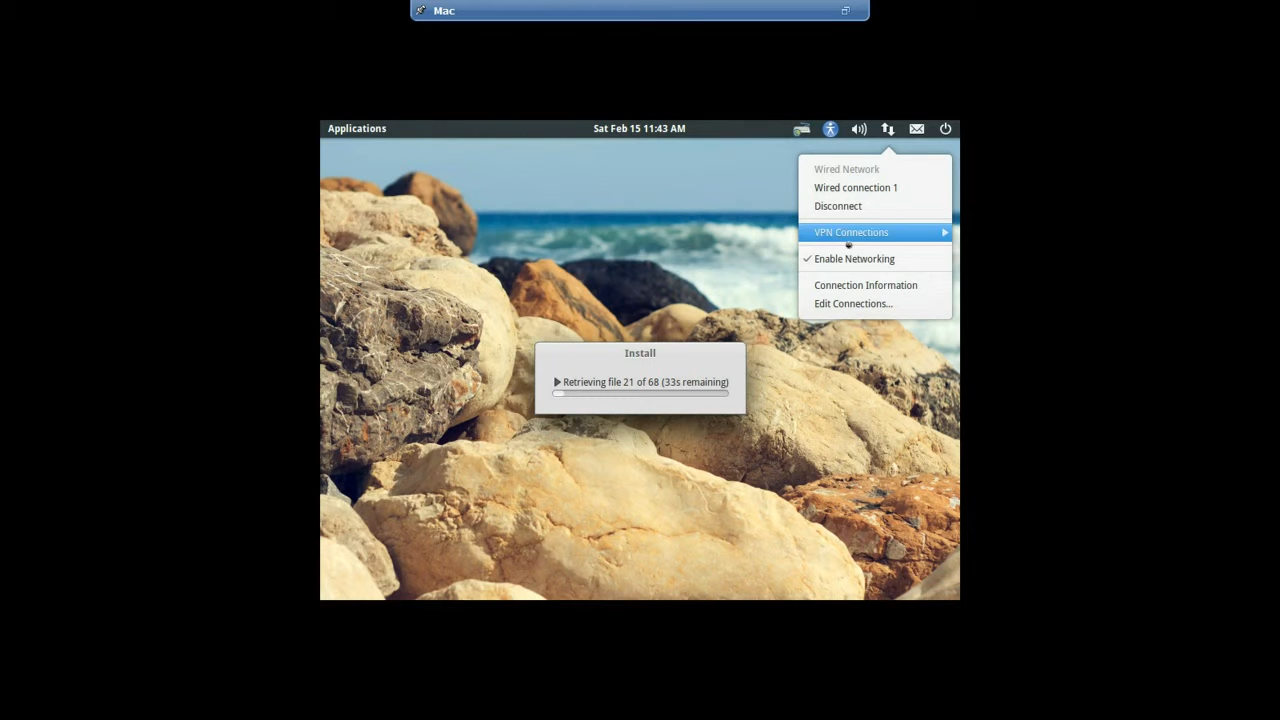 Mac
Applications
Sat Feb 15 11:43 AM
Wired Network
Wired connection 1
Disconnect
VPN Connections
Enable Networking
Connection Information
Edit Connections...
Install
Retrieving file 21 of 68 (33s remaining)